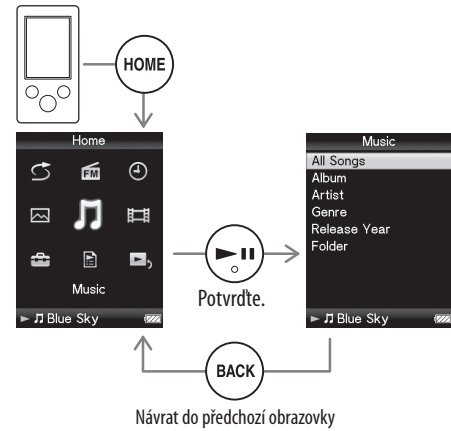 HOME
Home
FM
Music
Blue Sky
Potvrďte.
Music
All Songs
Album
Artist
Genre
Release Year
Folder
Blue Sky
BACK
Návrat do předchozí obrazovky